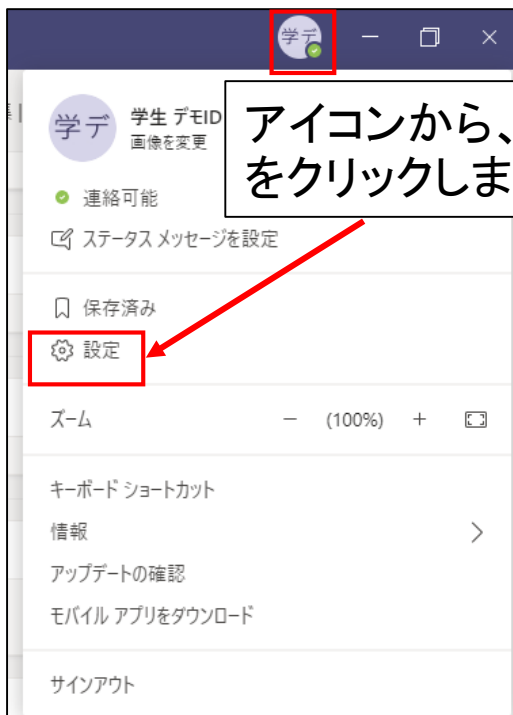 学デ
学デ
学生 デモID
画像を変更
アイコンから、
をクリックしま
連絡可能
ステータス メッセージを設定
保存済み
設定
ズーム
− (100%) +
キーボード ショートカット
情報
アップデートの確認
モバイル アプリをダウンロード
サインアウト